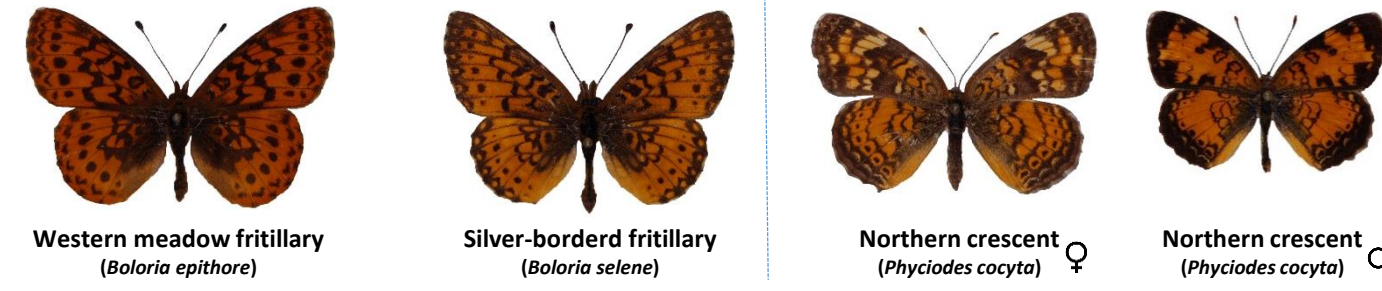 Western meadow fritillary
(Boloria epithore)
Silver-borderd fritillary
(Boloria selene)
Northern crescent
(Phyciodes cocyta) ♀
Northern crescent
(Phyciodes cocyta)